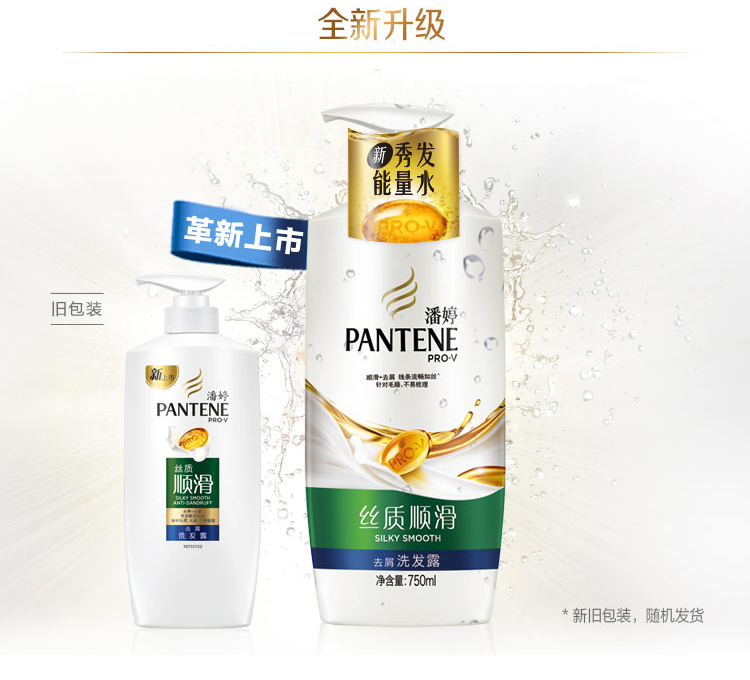 全新升级
新 秀发
能量水
PRO-V
革新上市
旧包装
潘婷
PANTENE
PRO-V
顺滑+去屑 线条流畅如丝^
针对毛躁、不易梳理
PRO-V
丝质顺滑
SILKY SMOOTH
去屑 洗发露
净含量:750ml
新上市
潘婷
PANTENE
PRO-V
PRO-V
丝质
顺滑
SILKY SMOOTH
ANTI-DANDRUFF
去屑
洗发露
* 新旧包装，随机发货